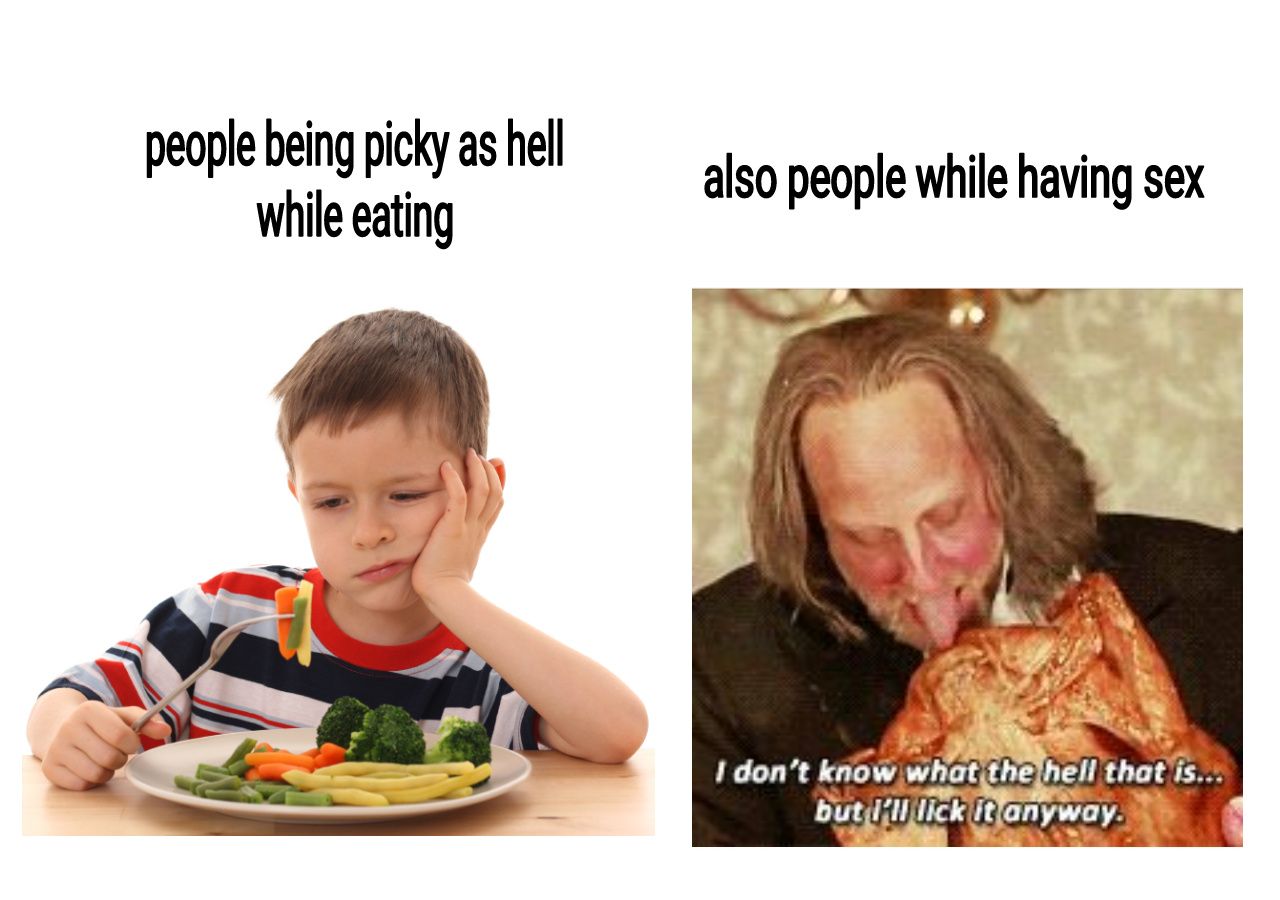 people being picky as hell
while eating
also people while having sex
I don't know what the hell that is...
but i'll lick it anyway.